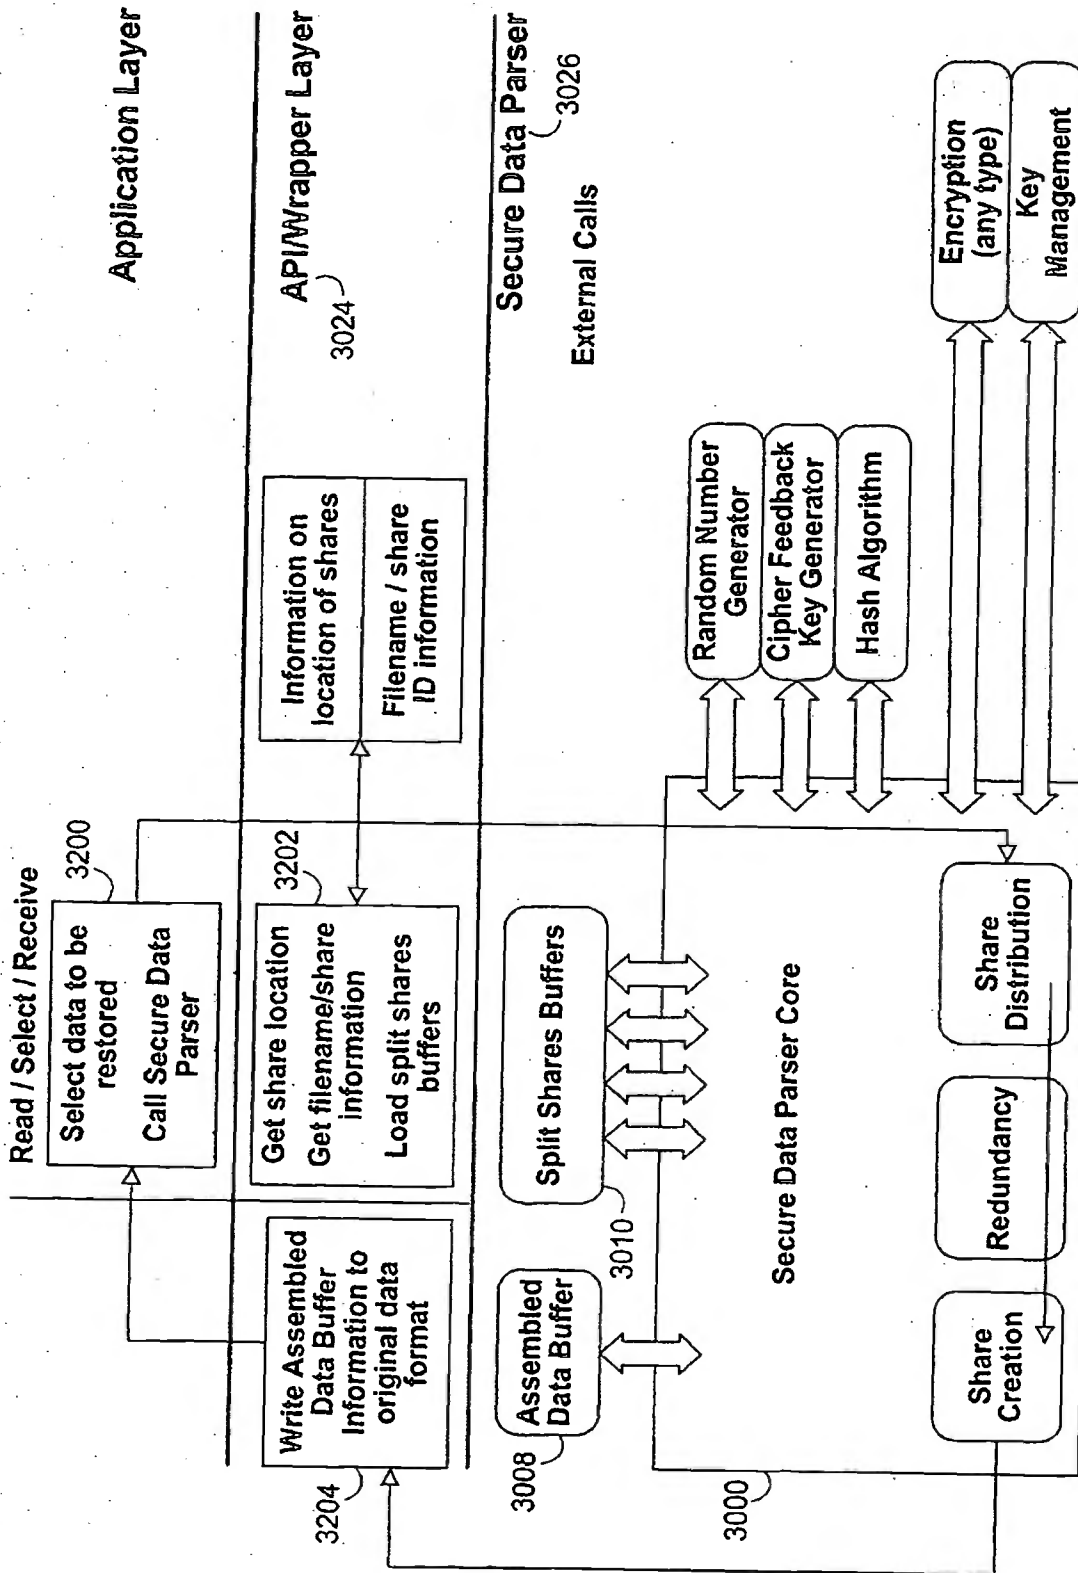 Read / Select / Receive
Application Layer
3200
Select data to be
restored
Call Secure Data
Parser
API/Wrapper Layer
3024
Write Assembled
Data Buffer
Information to
original data
format
3204
3202
Get share location
Get filename/share
information
Load split shares
buffers
Information on
location of shares
Filename / share
ID information
Secure Data Parser
3026
External Calls
Assembled
Data Buffer
3008
Split Shares Buffers
3010
Random Number
Generator
Cipher Feedback
Key Generator
Hash Algorithm
Encryption
(any type)
Key
Management
3000
Secure Data Parser Core
Share
Creation
Redundancy
Share
Distribution